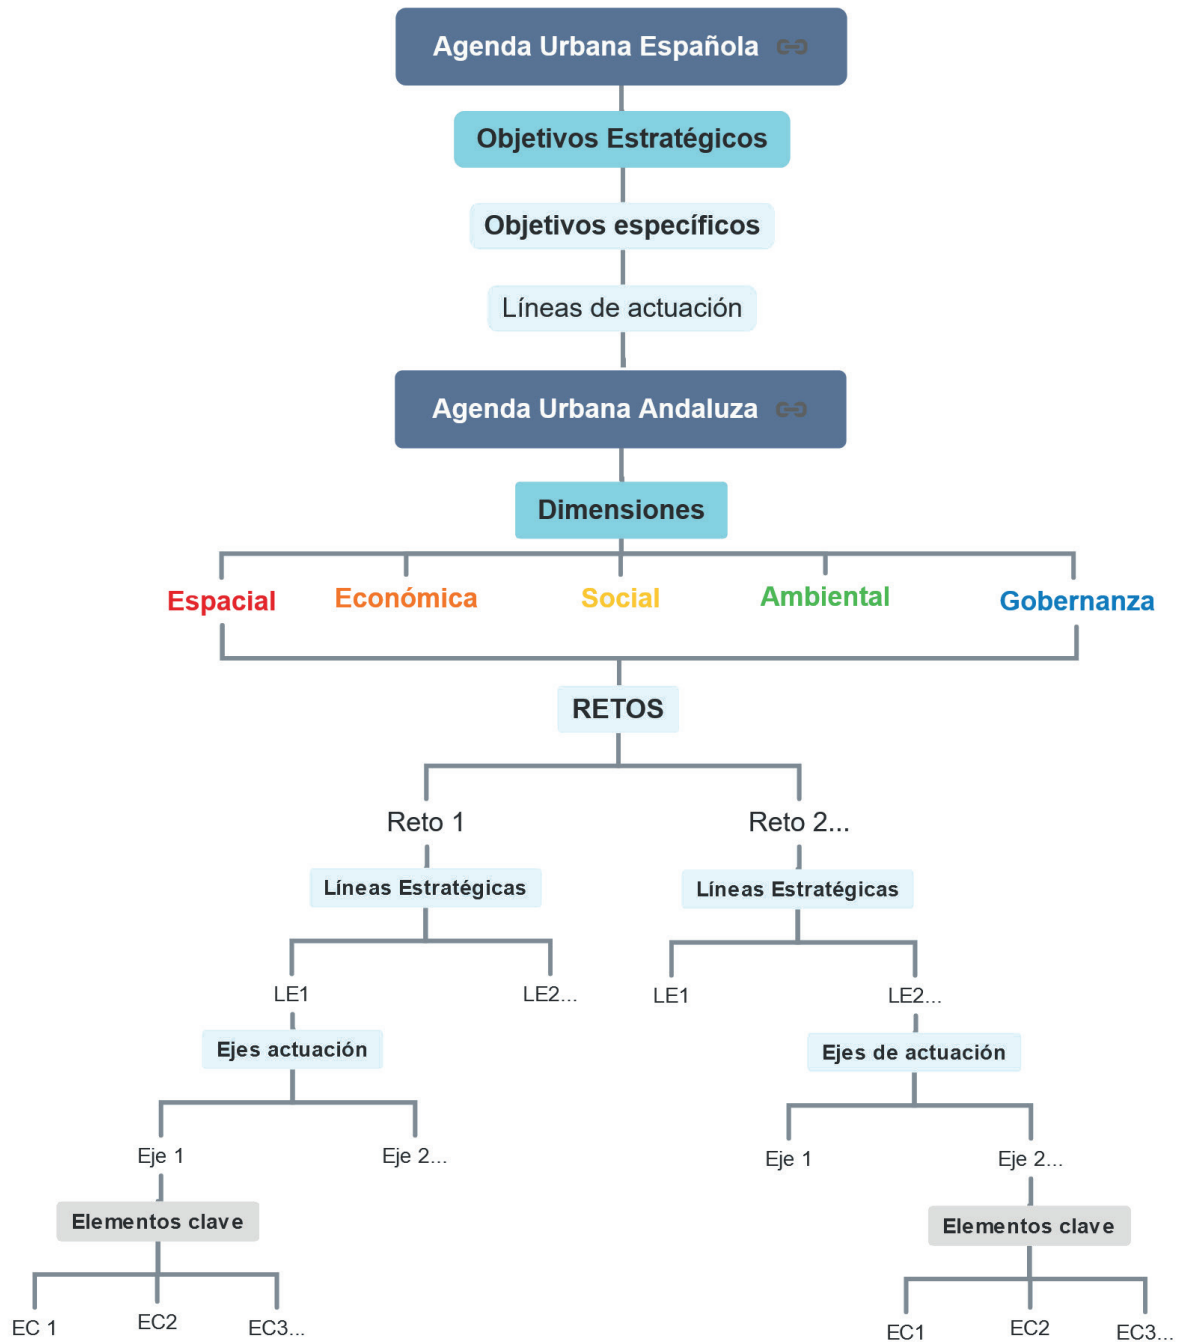 Agenda Urbana Española
Objetivos Estratégicos
Objetivos específicos
Líneas de actuación
Agenda Urbana Andaluza
Dimensiones
Espacial
Económica
Social
Ambiental
Gobernanza
RETOS
Reto 1
Reto 2...
Líneas Estratégicas
Líneas Estratégicas
LE1
LE2...
LE1
LE2...
Ejes actuación
Ejes de actuación
Eje 1
Eje 2...
Eje 1
Eje 2...
Elementos clave
Elementos clave
EC 1
EC2
EC3...
EC1
EC2
EC3...